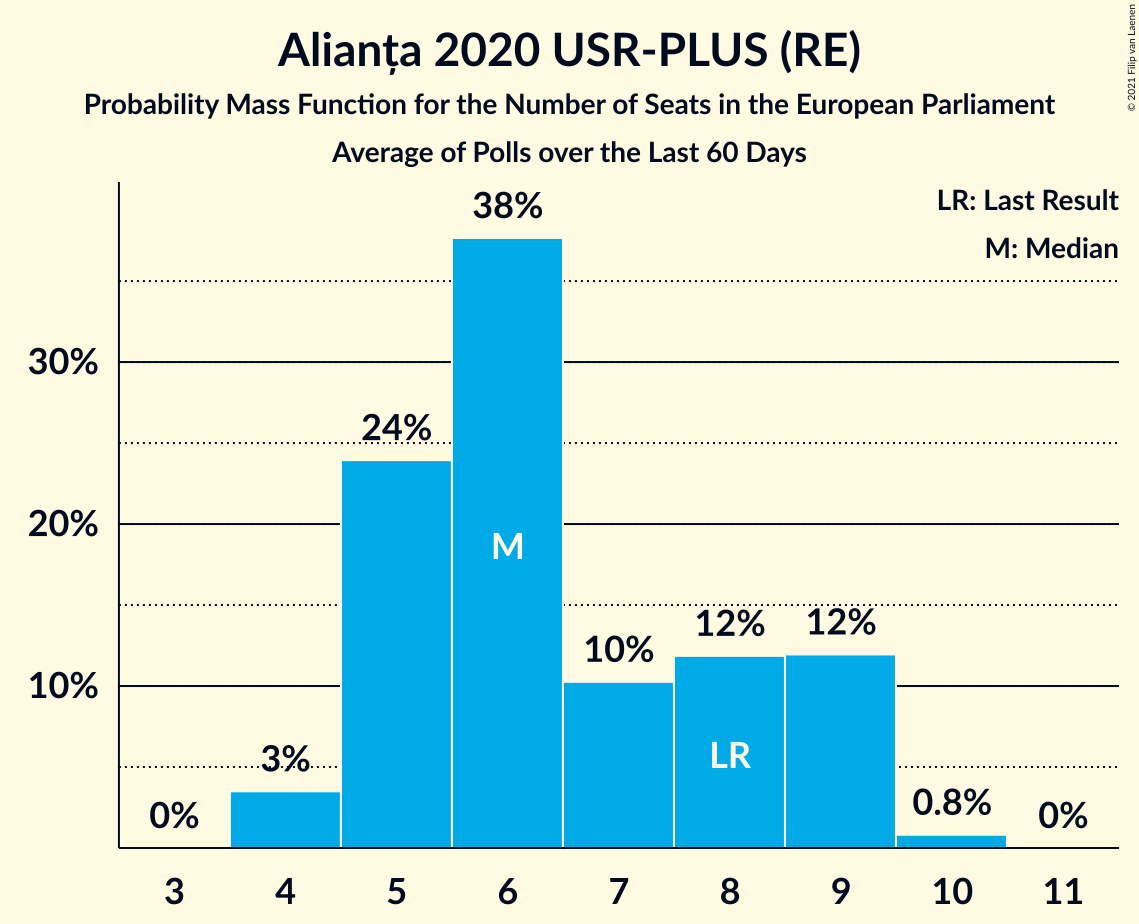 Alianța 2020 USR-PLUS (RE)
Probability Mass Function for the Number of Seats in the European Parliament
Average of Polls over the Last 60 Days
© 2021 Filip van Laenen
LR: Last Result
M: Median
38%
30%
24%
20%
M
12%
12%
10%
10%
LR
3%
0.8%
0%
0%
3 4 5 6 7 8 9 10 11